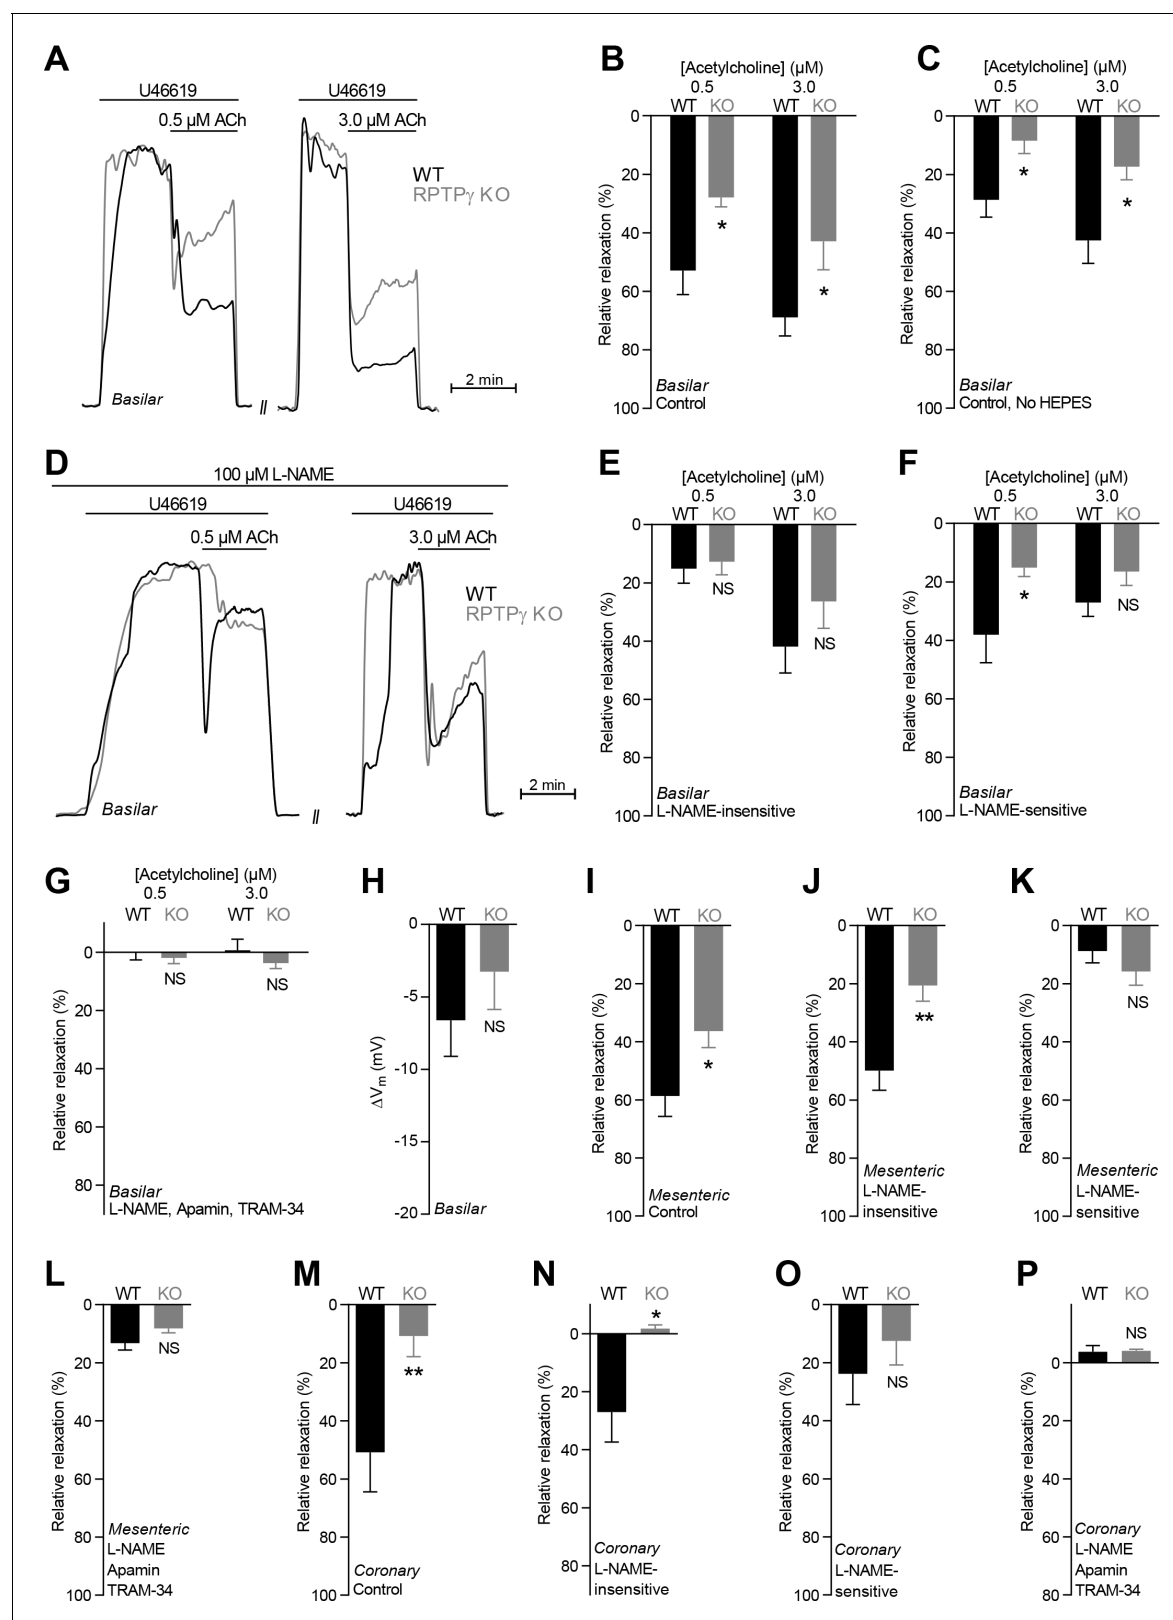 A
U46619
0.5 µM ACh
U46619
3.0 µM ACh
WT
RPTPγ KO
2 min
Basilar
//
B
[Acetylcholine] (µM)
0.5 3.0
WT KO WT KO
Relative relaxation (%)
0
20
40
60
80
100
*
*
Basilar
Control
C
[Acetylcholine] (µM)
0.5 3.0
WT KO WT KO
Relative relaxation (%)
0
20
40
60
80
100
*
*
Basilar
Control, No HEPES
D
100 µM L-NAME
U46619
0.5 µM ACh
U46619
3.0 µM ACh
WT
RPTPγ KO
2 min
Basilar
//
E
[Acetylcholine] (µM)
0.5 3.0
WT KO WT KO
Relative relaxation (%)
0
20
40
60
80
100
NS
NS
Basilar
L-NAME-insensitive
F
[Acetylcholine] (µM)
0.5 3.0
WT KO WT KO
Relative relaxation (%)
0
20
40
60
80
100
*
NS
Basilar
L-NAME-sensitive
G
[Acetylcholine] (µM)
0.5 3.0
WT KO WT KO
Relative relaxation (%)
0
20
40
60
80
NS
NS
Basilar
L-NAME, Apamin, TRAM-34
H
WT KO
ΔVm (mV)
0
-5
-10
-15
-20
NS
Basilar
I
WT KO
Relative relaxation (%)
0
20
40
60
80
100
*
Mesenteric
Control
J
WT KO
Relative relaxation (%)
0
20
40
60
80
100
**
Mesenteric
L-NAME-
insensitive
K
WT KO
Relative relaxation (%)
0
20
40
60
80
100
NS
Mesenteric
L-NAME-
sensitive
L
WT KO
Relative relaxation (%)
0
20
40
60
80
100
NS
Mesenteric
L-NAME
Apamin
TRAM-34
M
WT KO
Relative relaxation (%)
0
20
40
60
80
100
**
Coronary
Control
N
WT KO
Relative relaxation (%)
0
20
40
60
80
*
Coronary
L-NAME-
insensitive
O
WT KO
Relative relaxation (%)
0
20
40
60
80
100
NS
Coronary
L-NAME-
sensitive
P
WT KO
Relative relaxation (%)
0
20
40
60
80
NS
Coronary
L-NAME
Apamin
TRAM-34